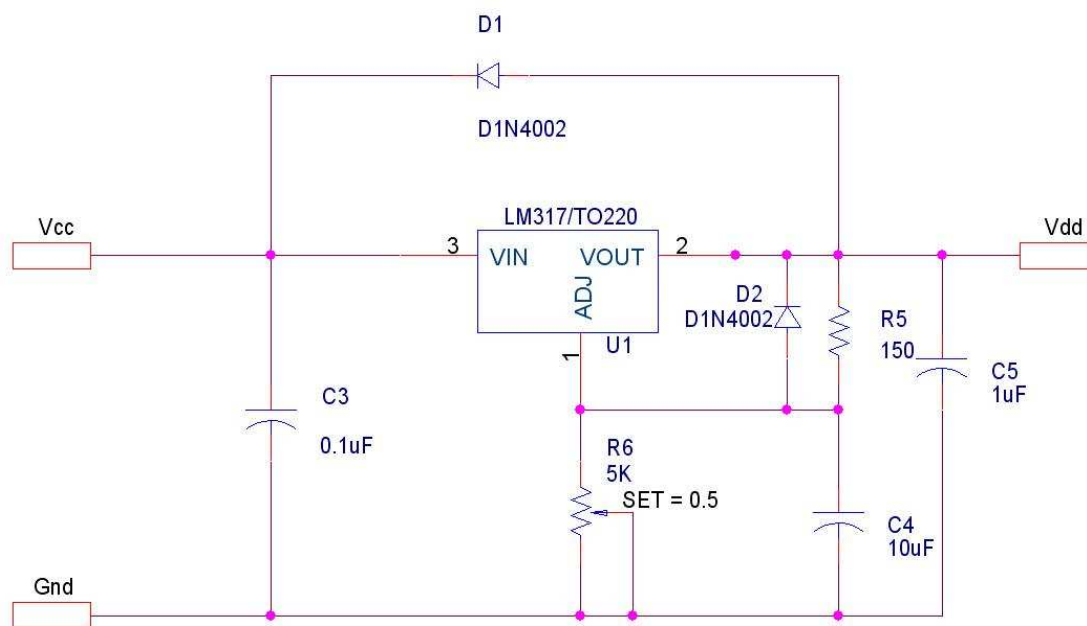 D1
D1N4002
LM317/TO220
Vcc
3
VIN
VOUT
2
Vdd
ADJ
D2
D1N4002
R5
150
1
U1
C5
1uF
C3
0.1uF
R6
5K
SET = 0.5
C4
10uF
Gnd